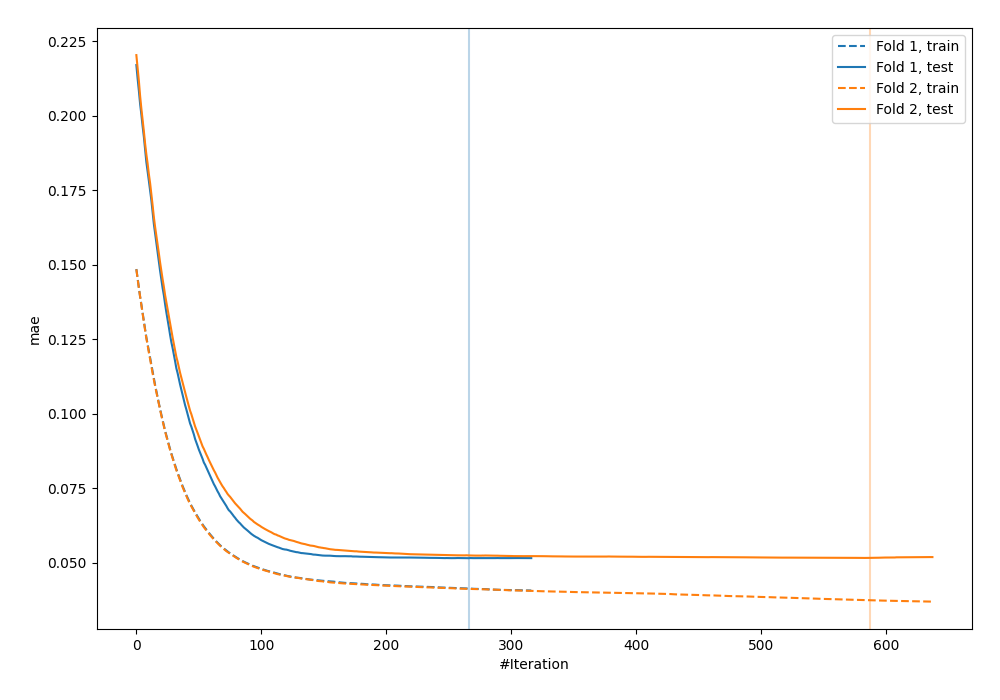 0.225
0.200
0.175
0.150
0.125
0.100
0.075
0.050
mae
0 100 200 300 400 500 600
#Iteration
Fold 1, train
Fold 1, test
Fold 2, train
Fold 2, test